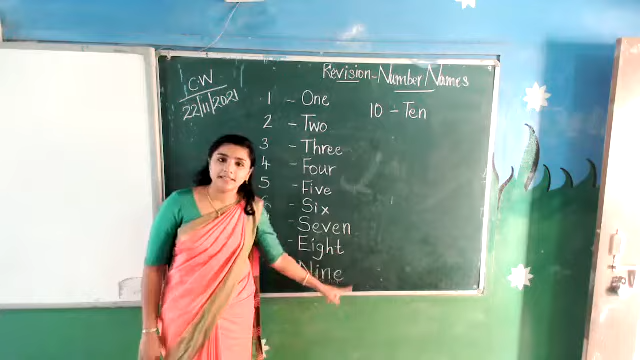 CW
22/11/2021
Revision - Number Names
1 - One
2 - Two
3 - Three
4 - Four
5 - Five
6 - Six
- Seven
- Eight
Nine
10 - Ten